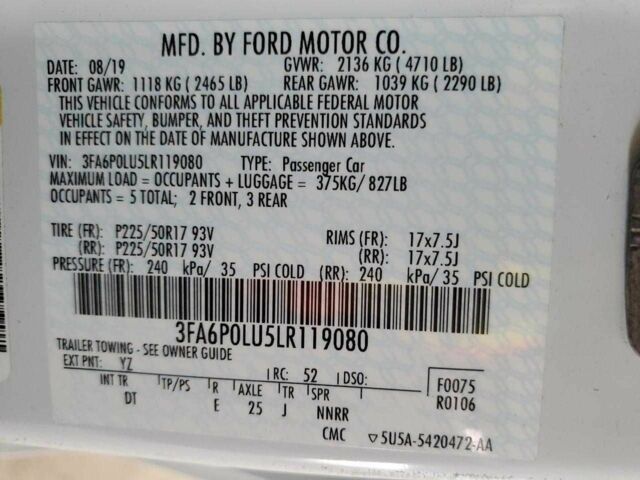 MFD. BY FORD MOTOR CO.
DATE: 08/19 GVWR: 2136 KG ( 4710 LB)
FRONT GAWR: 1118 KG ( 2465 LB) REAR GAWR: 1039 KG ( 2290 LB)
THIS VEHICLE CONFORMS TO ALL APPLICABLE FEDERAL MOTOR
VEHICLE SAFETY, BUMPER, AND THEFT PREVENTION STANDARDS
IN EFFECT ON THE DATE OF MANUFACTURE SHOWN ABOVE.
VIN: 3FA6P0LU5LR119080 TYPE: Passenger Car
MAXIMUM LOAD = OCCUPANTS + LUGGAGE = 375KG/ 827LB
OCCUPANTS = 5 TOTAL; 2 FRONT, 3 REAR
TIRE (FR): P225/50R17 93V RIMS (FR): 17x7.5J
(RR): P225/50R17 93V (RR): 17x7.5J
PRESSURE (FR): 240 kPa/ 35 PSI COLD (RR): 240 kPa/ 35 PSI COLD
3FA6P0LU5LR119080
TRAILER TOWING - SEE OWNER GUIDE
EXT PNT: YZ RC: 52 DSO: F0075
INT TR TP/PS R AXLE TR SPR R0106
DT E 25 J NNRR
CMC ▽5U5A-5420472-AA